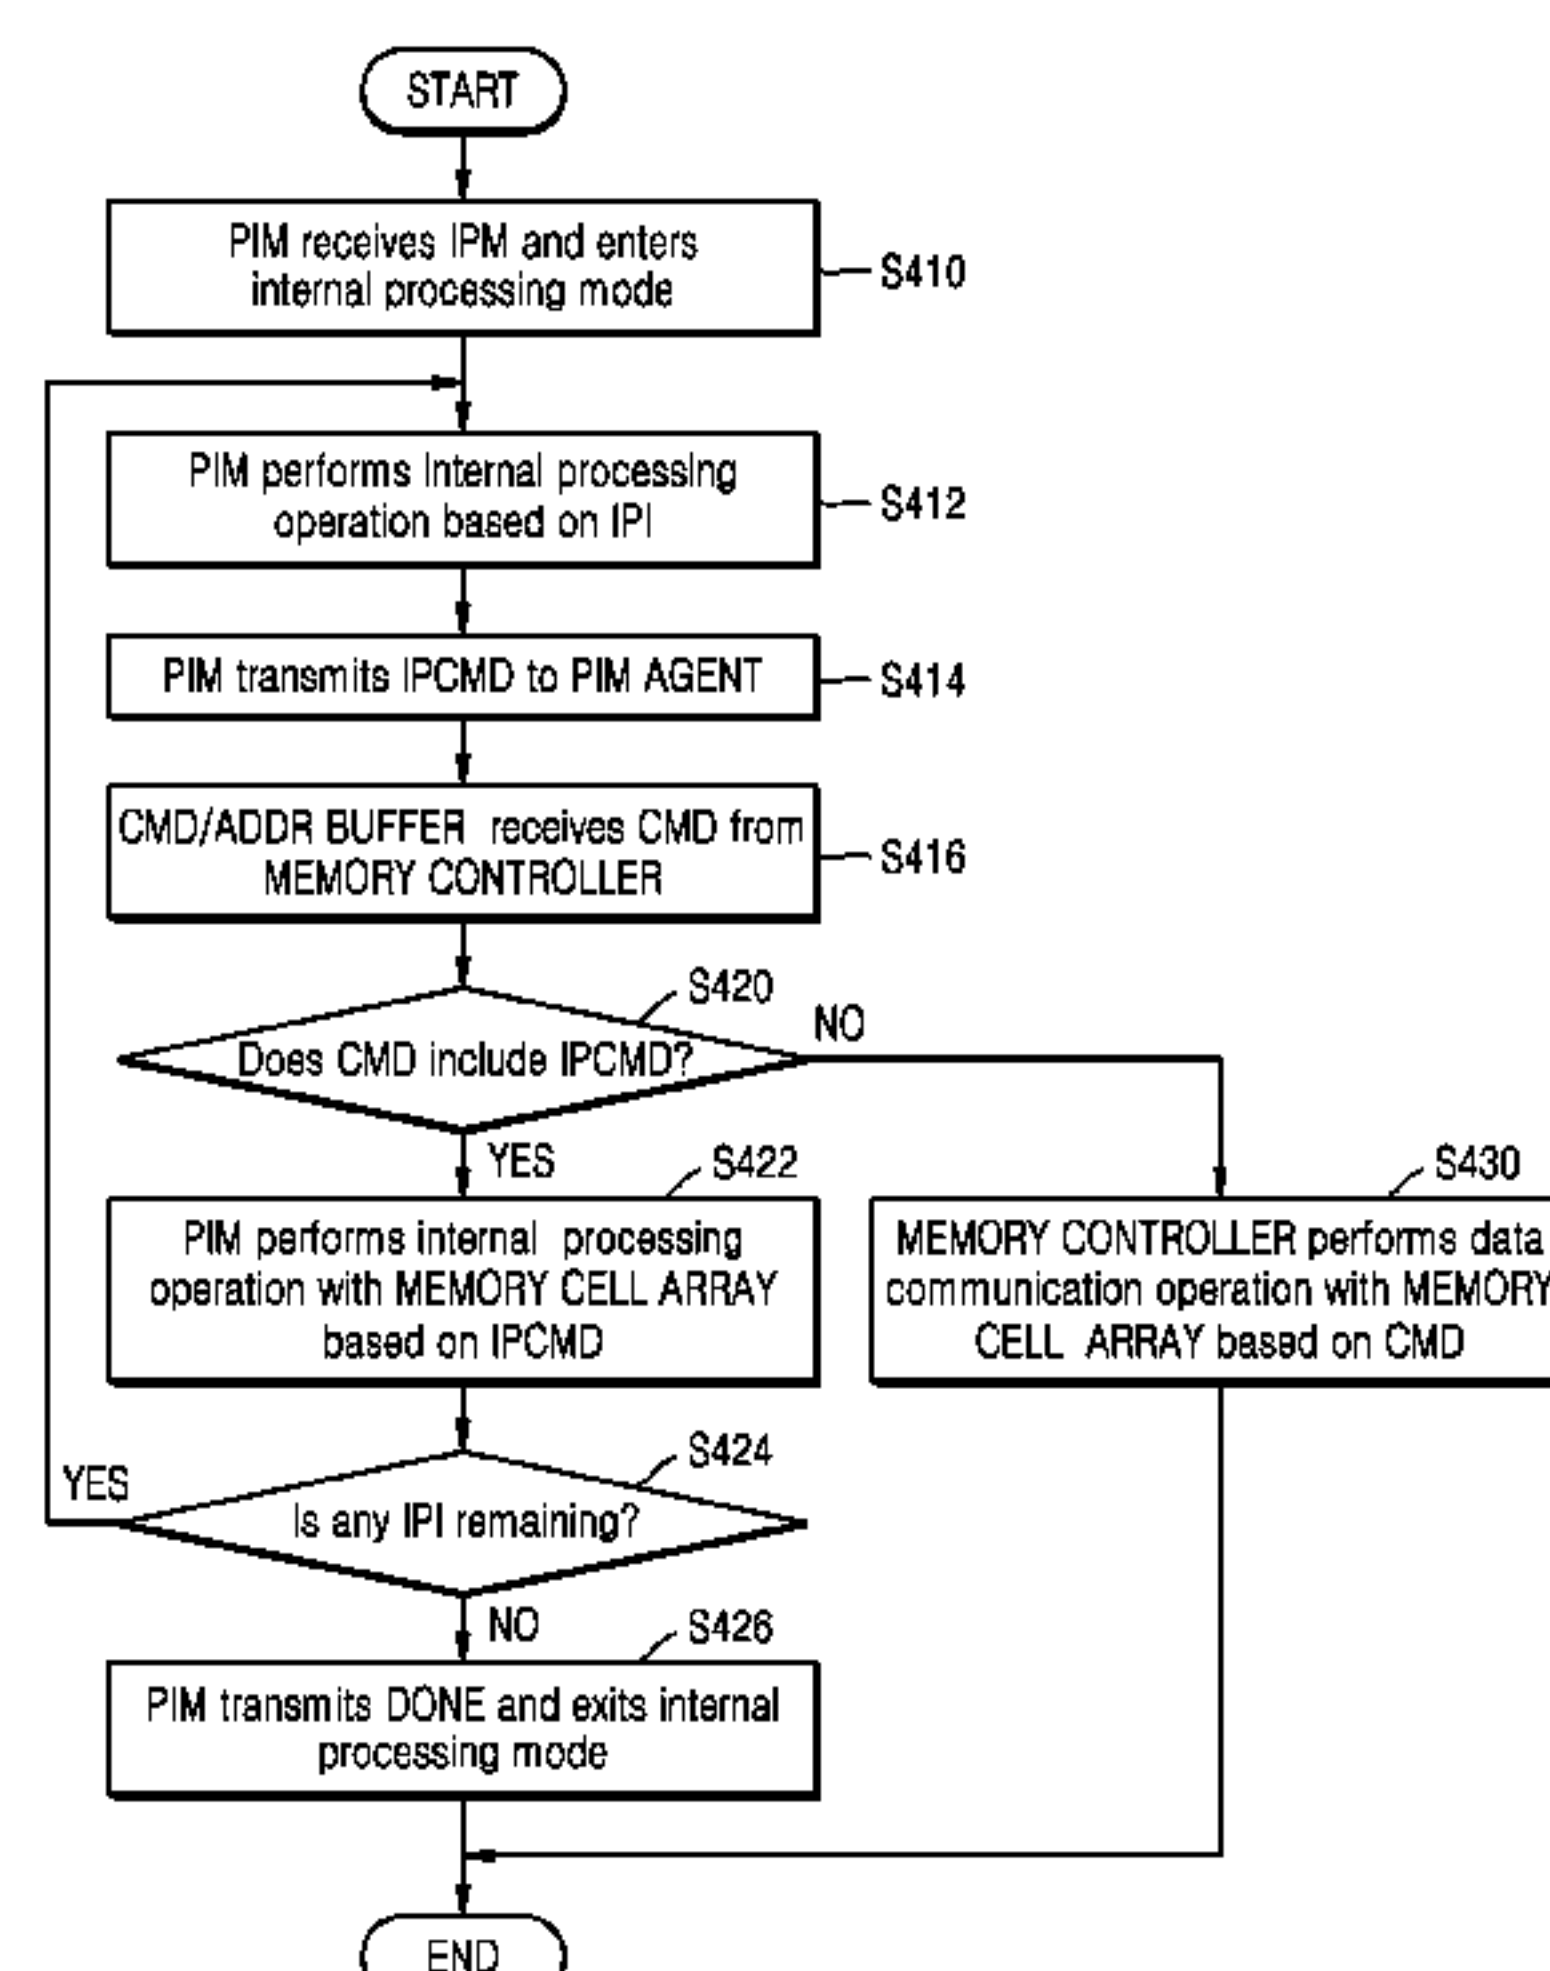 START
PIM receives IPM and enters
internal processing mode
S410
PIM performs internal processing
operation based on IPI
S412
PIM transmits IPCMD to PIM AGENT
S414
CMD/ADDR BUFFER receives CMD from
MEMORY CONTROLLER
S416
S420
Does CMD include IPCMD?
NO
YES
S422
PIM performs internal processing
operation with MEMORY CELL ARRAY
based on IPCMD
S430
MEMORY CONTROLLER performs data
communication operation with MEMORY
CELL ARRAY based on CMD
S424
Is any IPI remaining?
YES
NO
S426
PIM transmits DONE and exits internal
processing mode
END